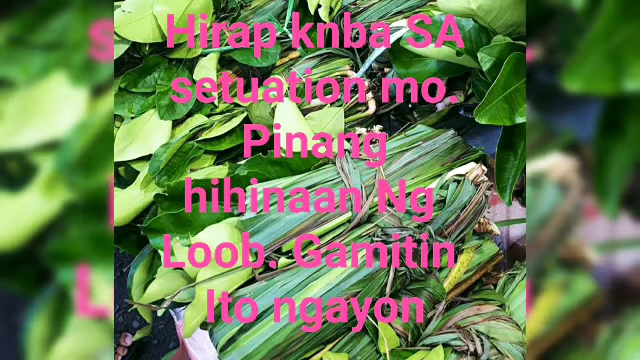 Hirap knba SA
setuation mo.
Pinang
hihinaan Ng
Loob. Gamitin
Ito ngayon